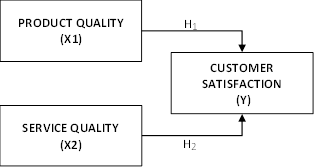 PRODUCT QUALITY
(X1)
H1
CUSTOMER
SATISFACTION
(Y)
SERVICE QUALITY
(X2)
H2